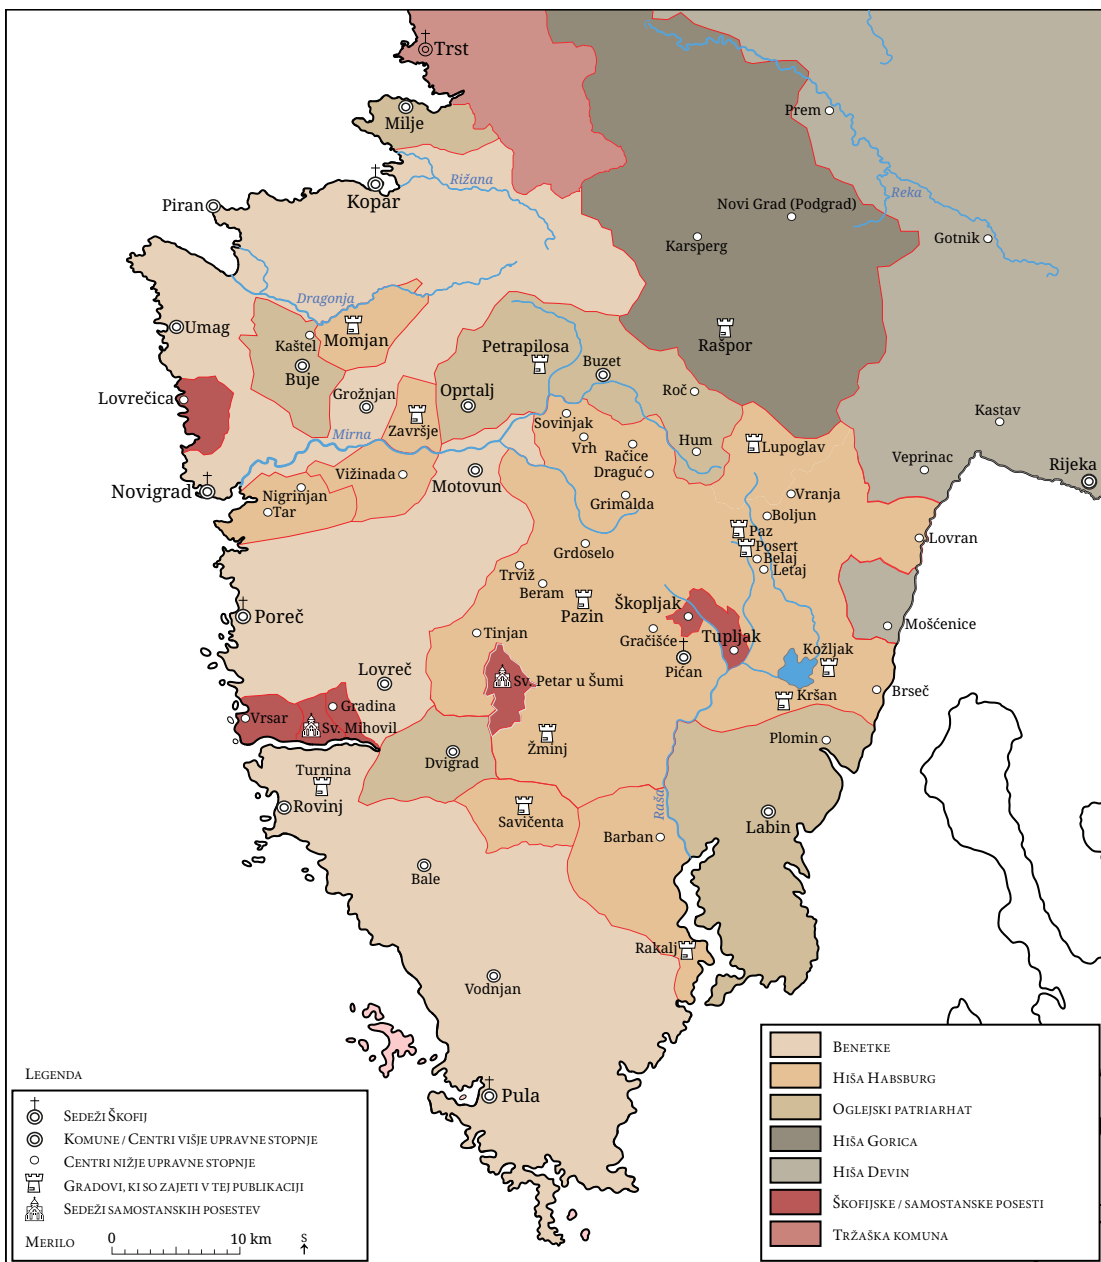 Trst
Prem
Milje
Rižana
Reka
Kopar
Novi Grad (Podgrad)
Piran
Karsperg
Gotnik
Dragonja
Umag
Momjan
Kaštel
Rašpor
Petrapilosa
Buzet
Buje
Roč
Lovrečica
Grožnjan
Oprtalj
Kastav
Završje
Sovinjak
Mirna
Vrh
Hum
Lupoglav
Račice
Veprinac
Rijeka
Draguć
Vižinada
Motovun
Novigrad
Nigrinjan
Grimalda
Vranja
Tar
Boljun
Paz
Lovran
Posert
Grdoselo
Belaj
Letaj
Trviž
Beram
Škopljak
Poreč
Pazin
Mošćenice
Tinjan
Gračišće
Tupljak
Kožljak
Lovreč
Pićan
Sv. Petar u Šumi
Brseč
Kršan
Gradina
Vrsar
Sv. Mihovil
Plomin
Žminj
Dvigrad
Turnina
Rovinj
Raša
Savičenta
Labin
Barban
Bale
Rakalj
Vodnjan
Pula
Legenda
Sedeži Škofij
Komune / Centri višje upravne stopnje
Centri nižje upravne stopnje
Gradovi, ki so zajeti v tej publikaciji
Sedeži samostanskih posestev
Merilo
0 10 km
S
Benetke
Hiša Habsburg
Oglejski patriarhat
Hiša Gorica
Hiša Devin
Škofijske / samostanske posesti
Tržaška komuna